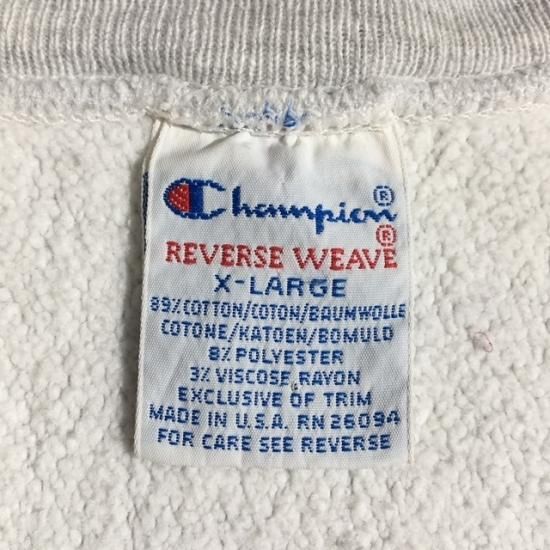 Champion®
REVERSE WEAVE®
X-LARGE
89% COTTON/COTON/BAUMWOLLE
COTONE/KATOEN/BOMULD
8% POLYESTER
3% VISCOSE, RAYON
EXCLUSIVE OF TRIM
MADE IN U.S.A. RN 26094
FOR CARE SEE REVERSE